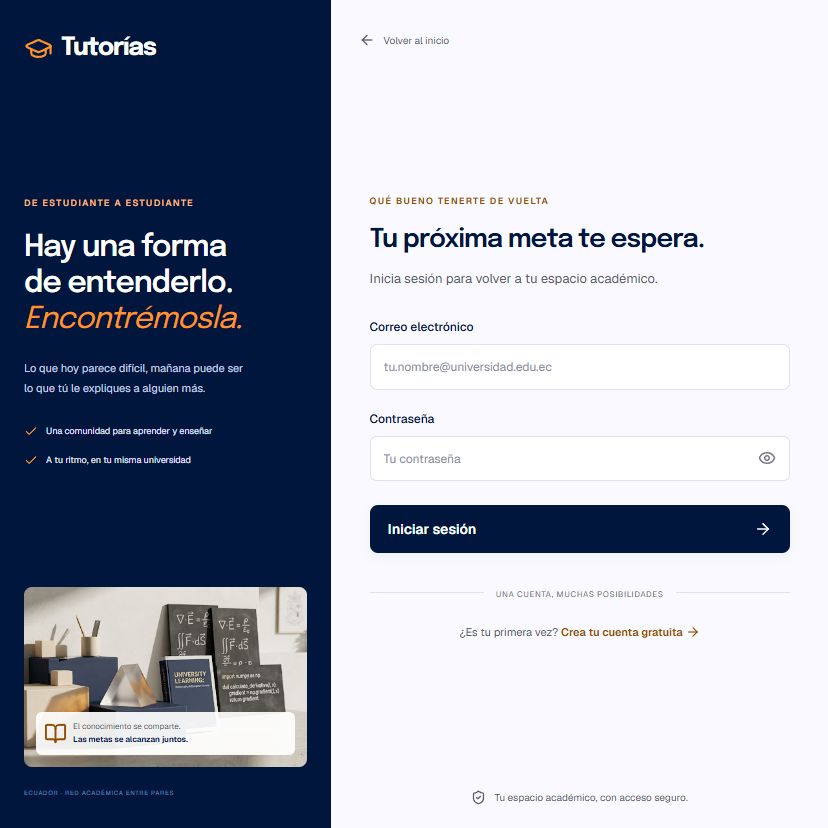 Tutorías
DE ESTUDIANTE A ESTUDIANTE
Hay una forma
de entenderlo.
Encontrémosla.
Lo que hoy parece difícil, mañana puede ser
lo que tú le expliques a alguien más.
Una comunidad para aprender y enseñar
A tu ritmo, en tu misma universidad
UNIVERSITY
LEARNING:
import numpy as np.
El conocimiento se comparte.
Las metas se alcanzan juntos.
ECUADOR · RED ACADÉMICA ENTRE PARES
Volver al inicio
QUÉ BUENO TENERTE DE VUELTA
Tu próxima meta te espera.
Inicia sesión para volver a tu espacio académico.
Correo electrónico
tu.nombre@universidad.edu.ec
Contraseña
Tu contraseña
Iniciar sesión
UNA CUENTA, MUCHAS POSIBILIDADES
¿Es tu primera vez? Crea tu cuenta gratuita
Tu espacio académico, con acceso seguro.